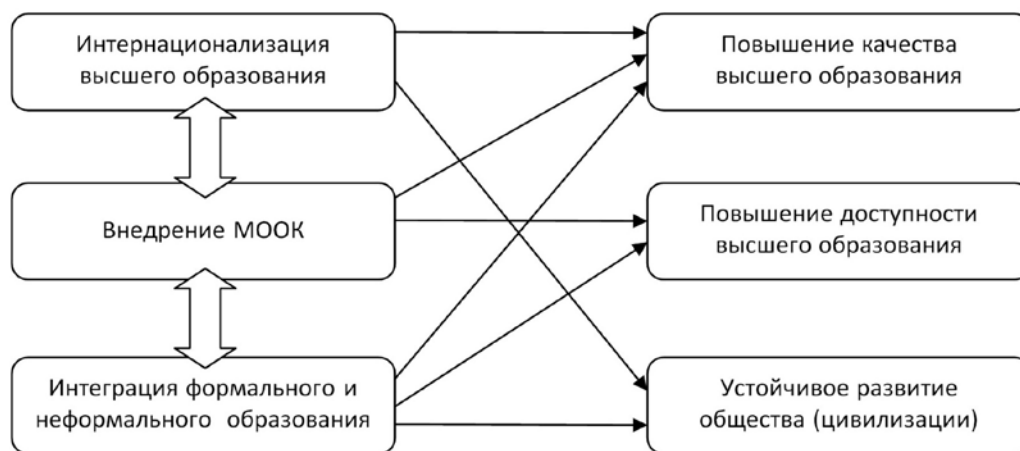 Интернационализация
высшего образования
Повышение качества
высшего образования
Внедрение МООК
Повышение доступности
высшего образования
Интеграция формального и
неформального образования
Устойчивое развитие
общества (цивилизации)